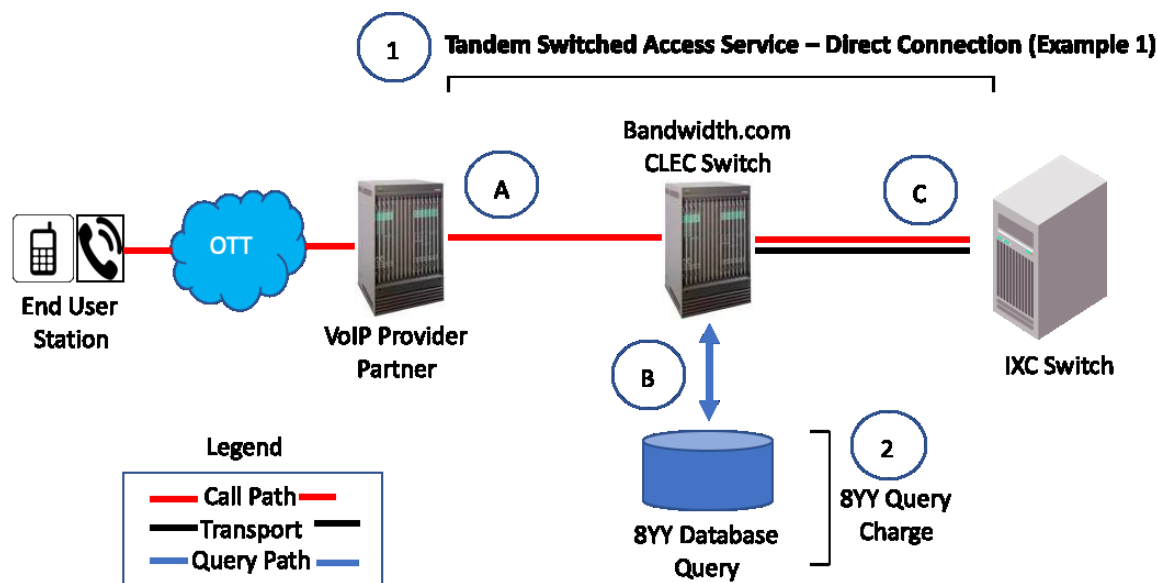 1
Tandem Switched Access Service – Direct Connection (Example 1)
Bandwidth.com
CLEC Switch
A
C
OTT
End User
Station
VoIP Provider
Partner
IXC Switch
B
2
8YY Query
Charge
8YY Database
Query
Legend
Call Path
Transport
Query Path